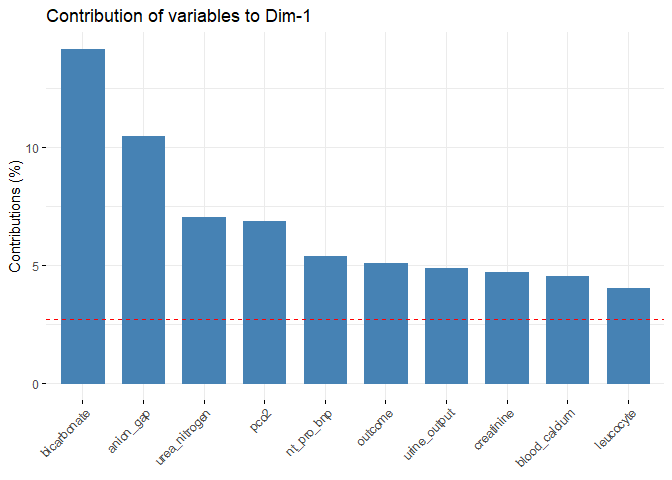 Contribution of variables to Dim-1
Contributions (%)
10
5
0
bicarbonate
anion_gap
urea_nitrogen
pco2
nt_pro_bnp
outcome
urine_output
creatinine
blood_calcium
leucocyte